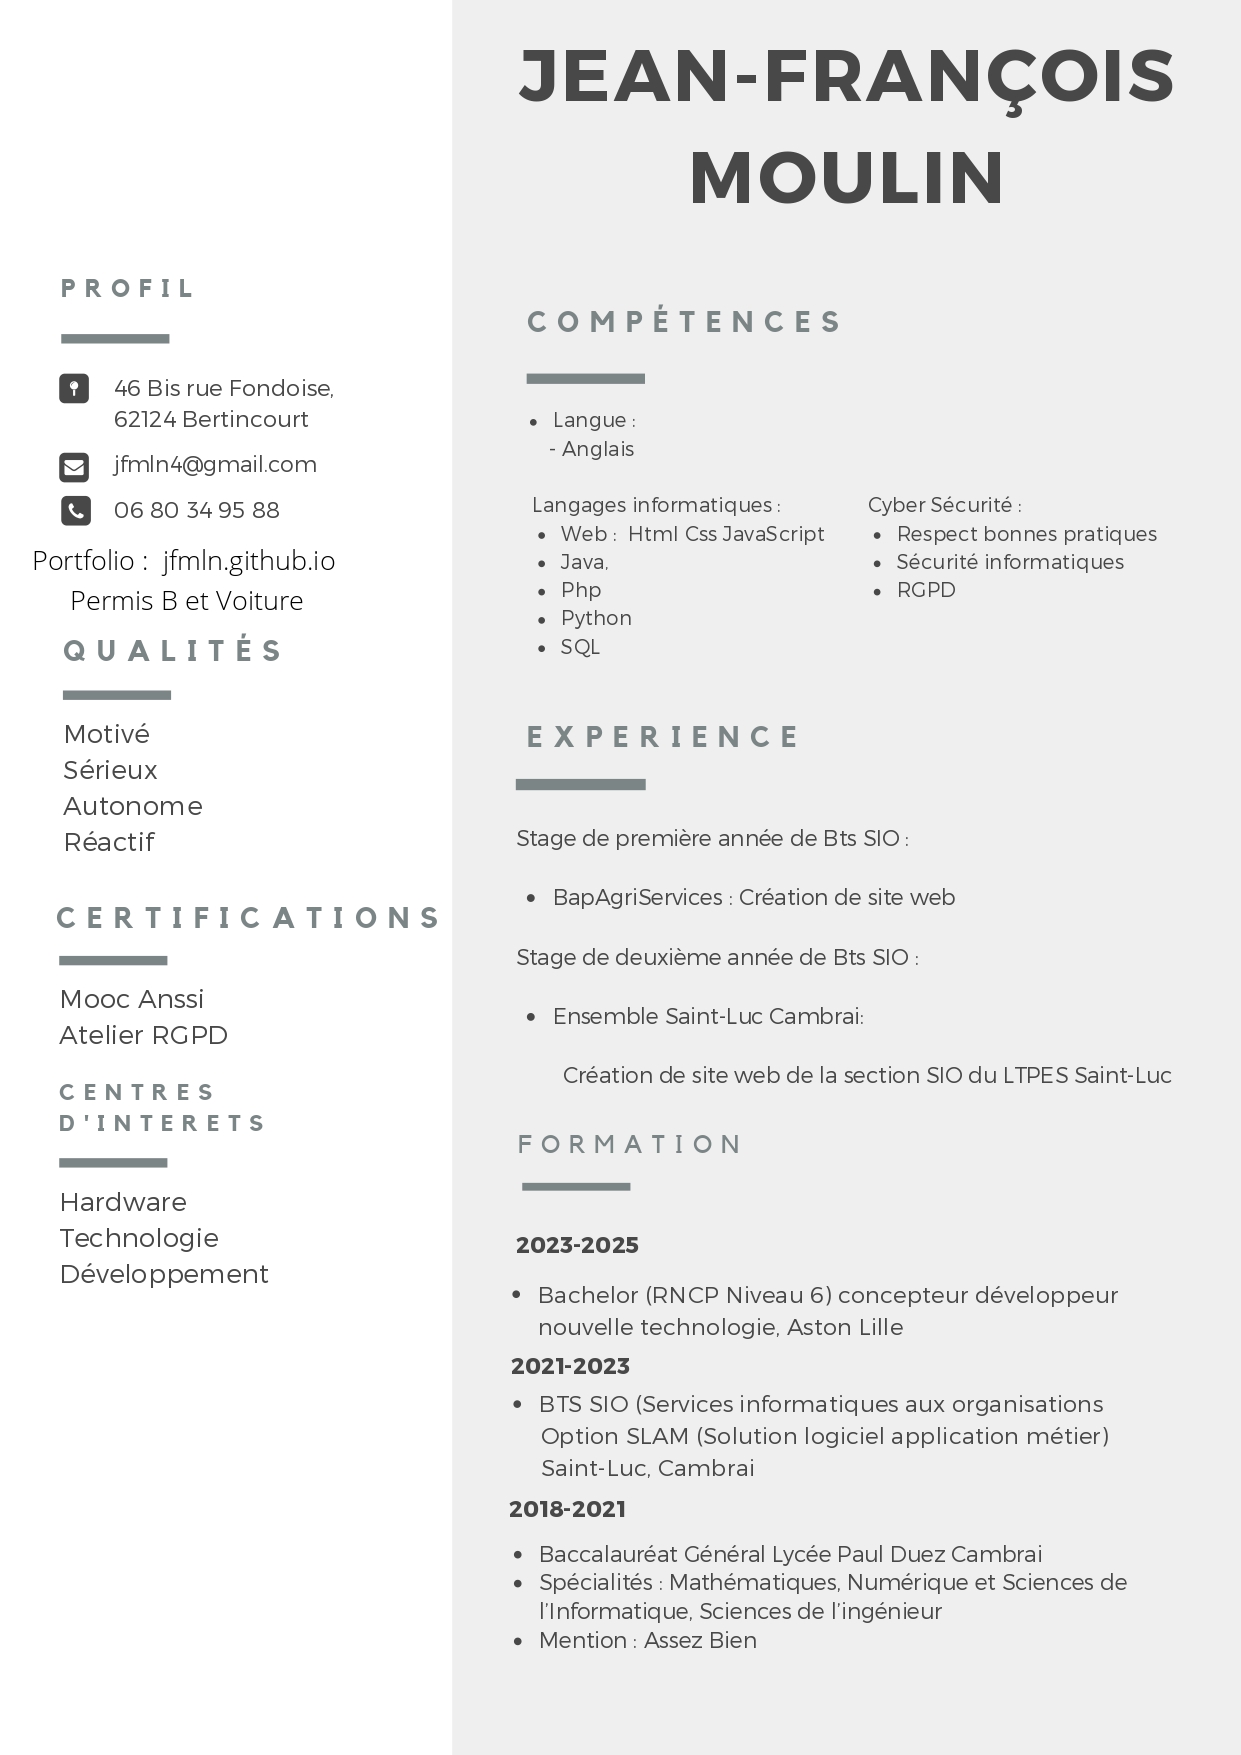 JEAN-FRANÇOIS
MOULIN
PROFIL
46 Bis rue Fondoise,
62124 Bertincourt
jfmln4@gmail.com
06 80 34 95 88
Portfolio : jfmln.github.io
Permis B et Voiture
QUALITÉS
Motivé
Sérieux
Autonome
Réactif
CERTIFICATIONS
Mooc Anssi
Atelier RGPD
CENTRES
D'INTERETS
Hardware
Technologie
Développement
COMPÉTENCES
• Langue :
- Anglais
Langages informatiques :
• Web : Html Css JavaScript
• Java,
• Php
• Python
• SQL
Cyber Sécurité :
• Respect bonnes pratiques
• Sécurité informatiques
• RGPD
EXPERIENCE
Stage de première année de Bts SIO :
• BapAgriServices : Création de site web
Stage de deuxième année de Bts SIO :
• Ensemble Saint-Luc Cambrai:
Création de site web de la section SIO du LTPES Saint-Luc
FORMATION
2023-2025
• Bachelor (RNCP Niveau 6) concepteur développeur
nouvelle technologie, Aston Lille
2021-2023
• BTS SIO (Services informatiques aux organisations
Option SLAM (Solution logiciel application métier)
Saint-Luc, Cambrai
2018-2021
• Baccalauréat Général Lycée Paul Duez Cambrai
• Spécialités : Mathématiques, Numérique et Sciences de
l’Informatique, Sciences de l’ingénieur
• Mention : Assez Bien